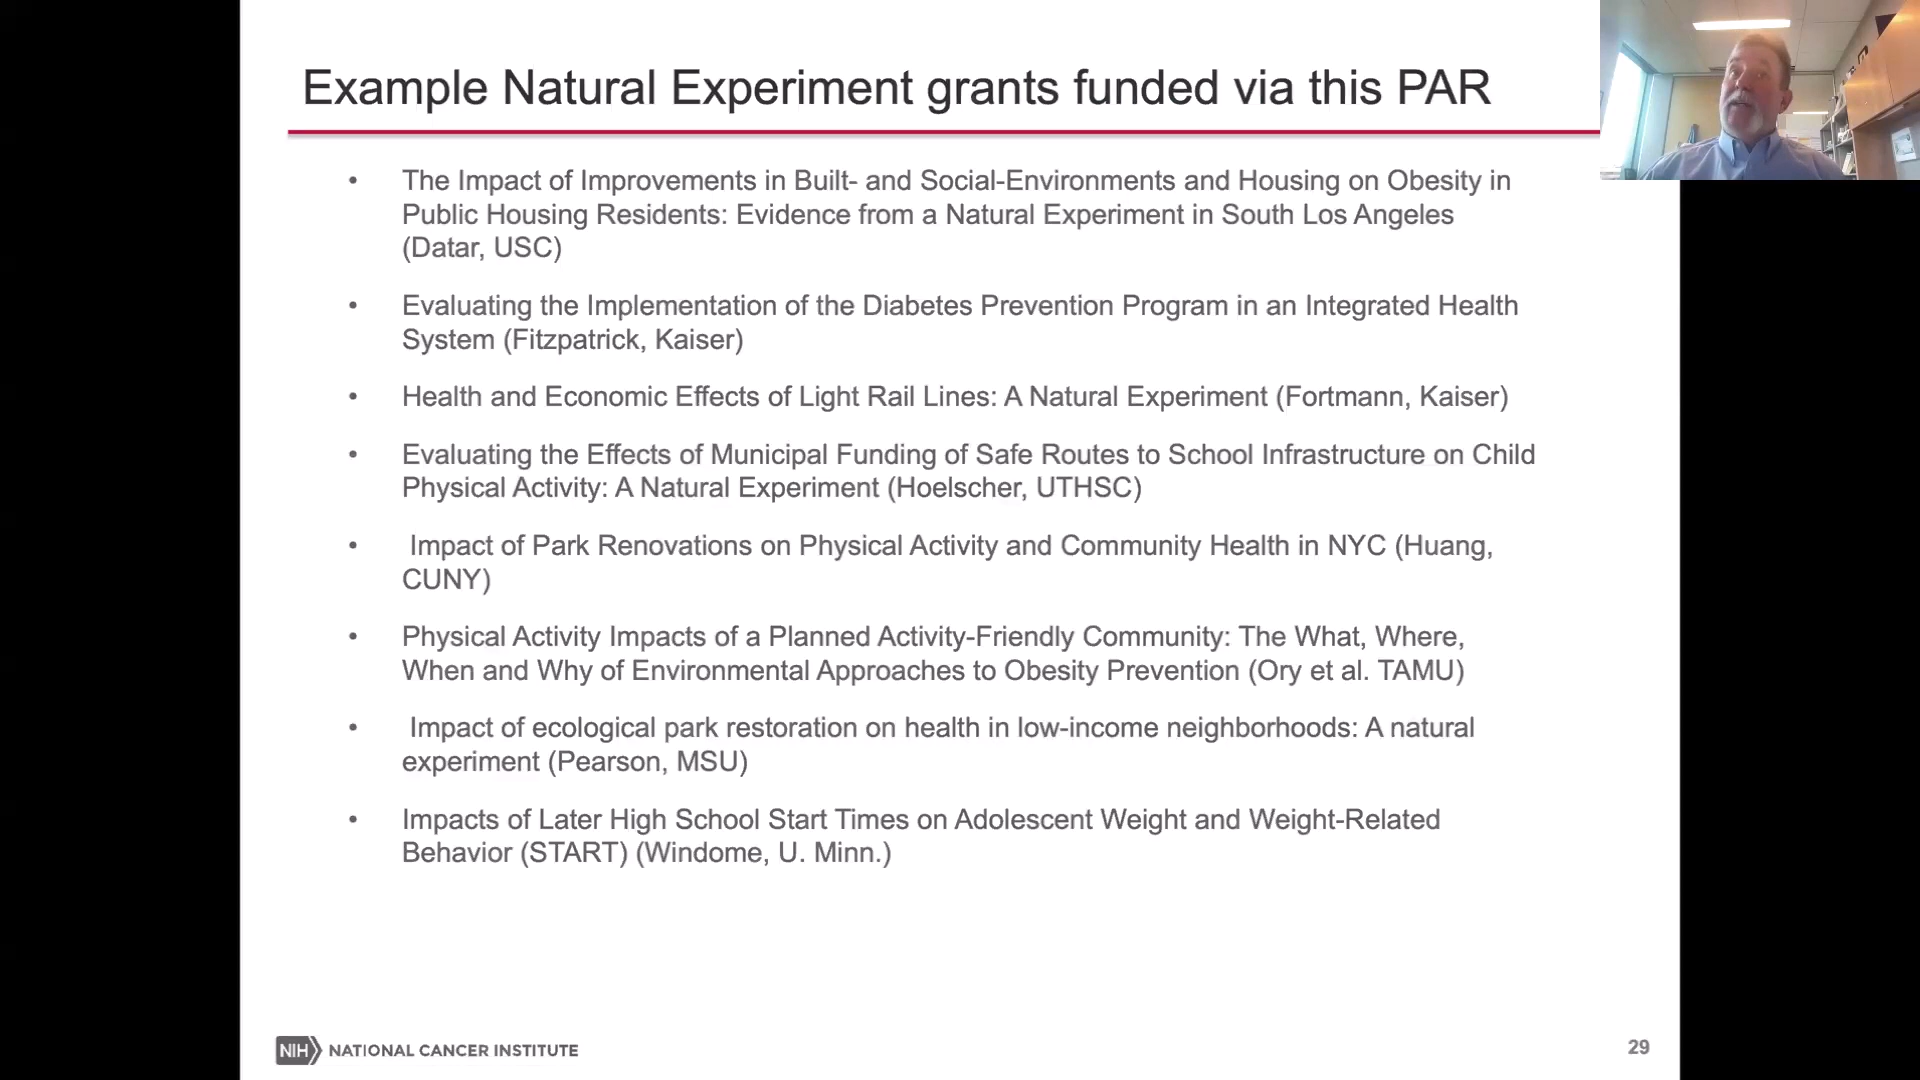 Example Natural Experiment grants funded via this PAR
• The Impact of Improvements in Built- and Social-Environments and Housing on Obesity in
Public Housing Residents: Evidence from a Natural Experiment in South Los Angeles
(Datar, USC)
• Evaluating the Implementation of the Diabetes Prevention Program in an Integrated Health
System (Fitzpatrick, Kaiser)
• Health and Economic Effects of Light Rail Lines: A Natural Experiment (Fortmann, Kaiser)
• Evaluating the Effects of Municipal Funding of Safe Routes to School Infrastructure on Child
Physical Activity: A Natural Experiment (Hoelscher, UTHSC)
• Impact of Park Renovations on Physical Activity and Community Health in NYC (Huang,
CUNY)
• Physical Activity Impacts of a Planned Activity-Friendly Community: The What, Where,
When and Why of Environmental Approaches to Obesity Prevention (Ory et al. TAMU)
• Impact of ecological park restoration on health in low-income neighborhoods: A natural
experiment (Pearson, MSU)
• Impacts of Later High School Start Times on Adolescent Weight and Weight-Related
Behavior (START) (Windome, U. Minn.)
NIH NATIONAL CANCER INSTITUTE
29